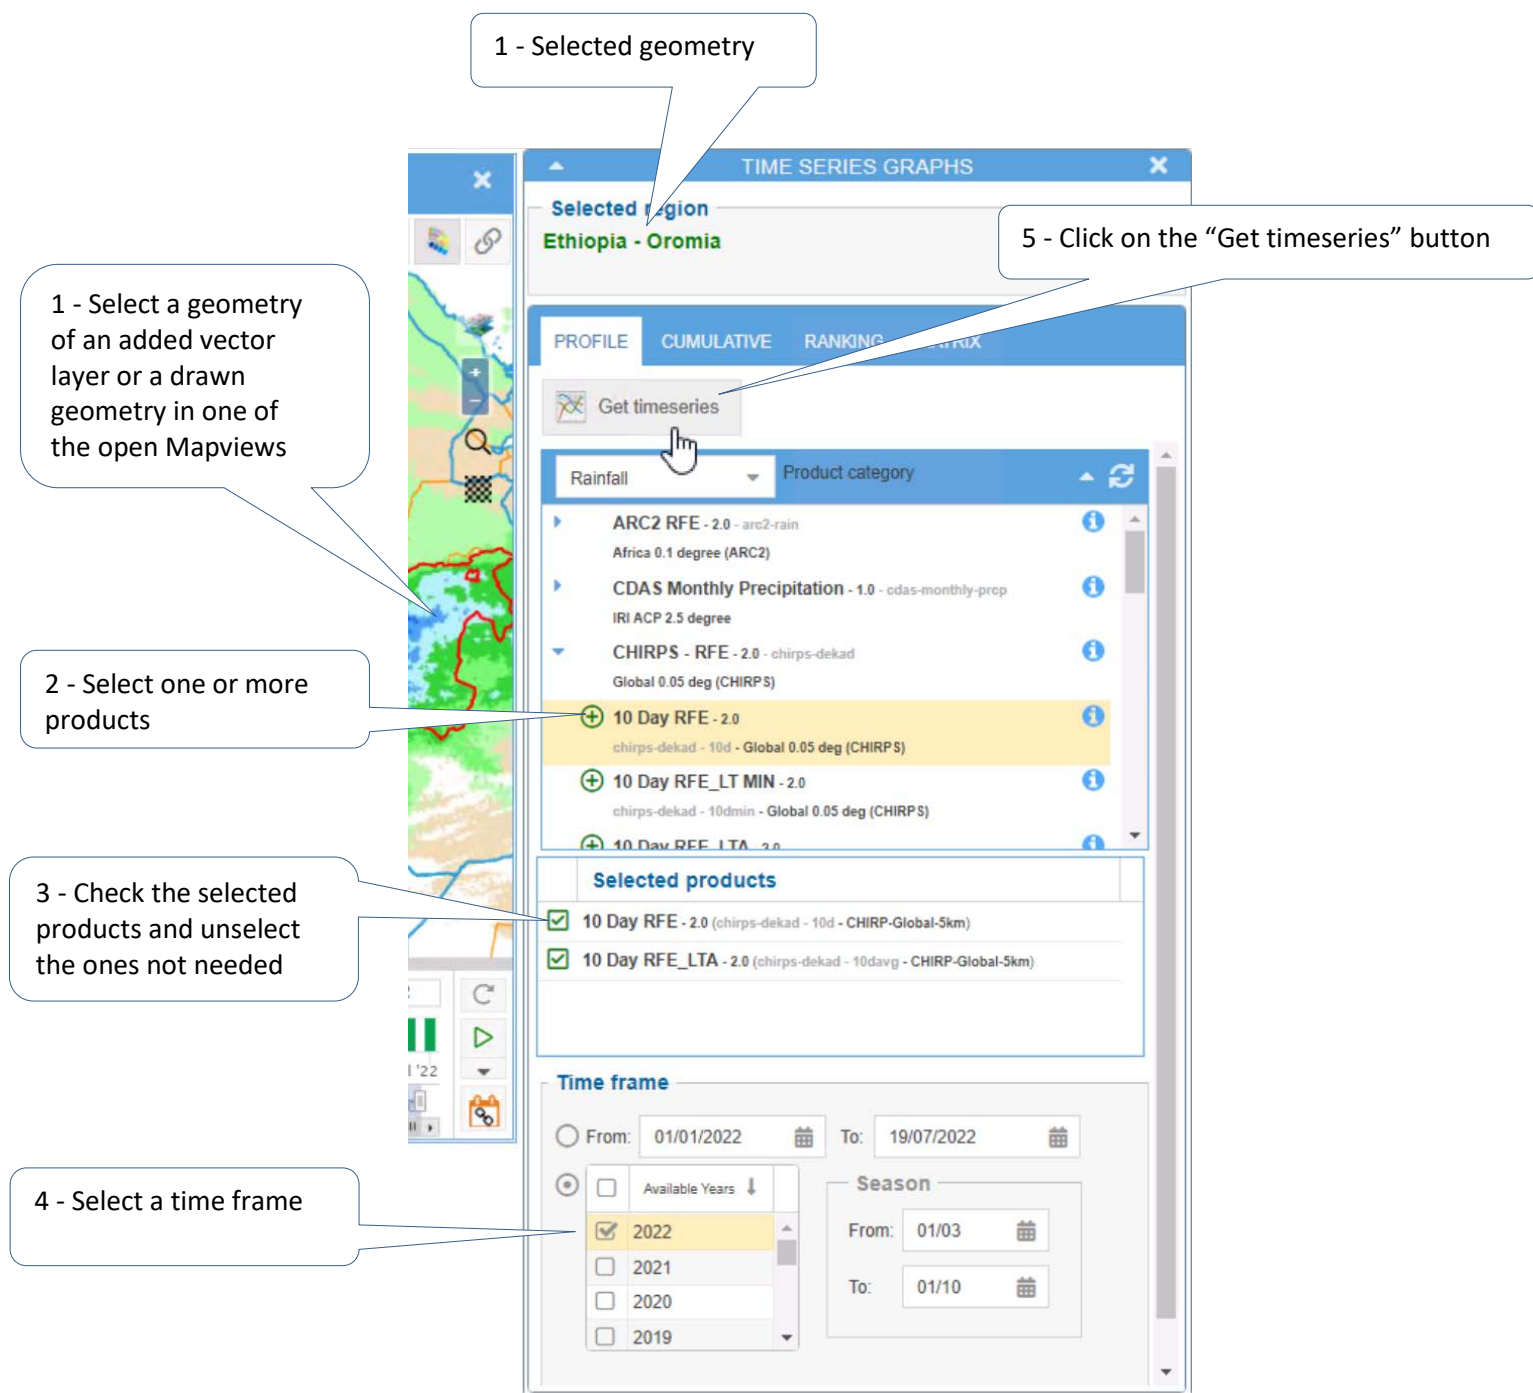 1 - Selected geometry
TIME SERIES GRAPHS
Selected region
Ethiopia - Oromia
5 - Click on the “Get timeseries” button
1 - Select a geometry
of an added vector
layer or a drawn
geometry in one of
the open Mapviews
PROFILE CUMULATIVE RANKING
Get timeseries
Rainfall Product category
ARC2 RFE - 2.0 - arc2-rain
Africa 0.1 degree (ARC2)
CDAS Monthly Precipitation - 1.0 - cdas-monthly-prcp
IRI ACP 2.5 degree
CHIRPS - RFE - 2.0 - chirps-dekad
Global 0.05 deg (CHIRPS)
2 - Select one or more
products
10 Day RFE - 2.0
chirps-dekad - 10d - Global 0.05 deg (CHIRPS)
10 Day RFE_LT MIN - 2.0
chirps-dekad - 10dmin - Global 0.05 deg (CHIRPS)
10 Day RFE_LTA - 2.0
3 - Check the selected
products and unselect
the ones not needed
Selected products
10 Day RFE - 2.0 (chirps-dekad - 10d - CHIRP-Global-5km)
10 Day RFE_LTA - 2.0 (chirps-dekad - 10davg - CHIRP-Global-5km)
'22
Time frame
From: 01/01/2022 To: 19/07/2022
4 - Select a time frame
Available Years
2022
2021
2020
2019
Season
From: 01/03
To: 01/10